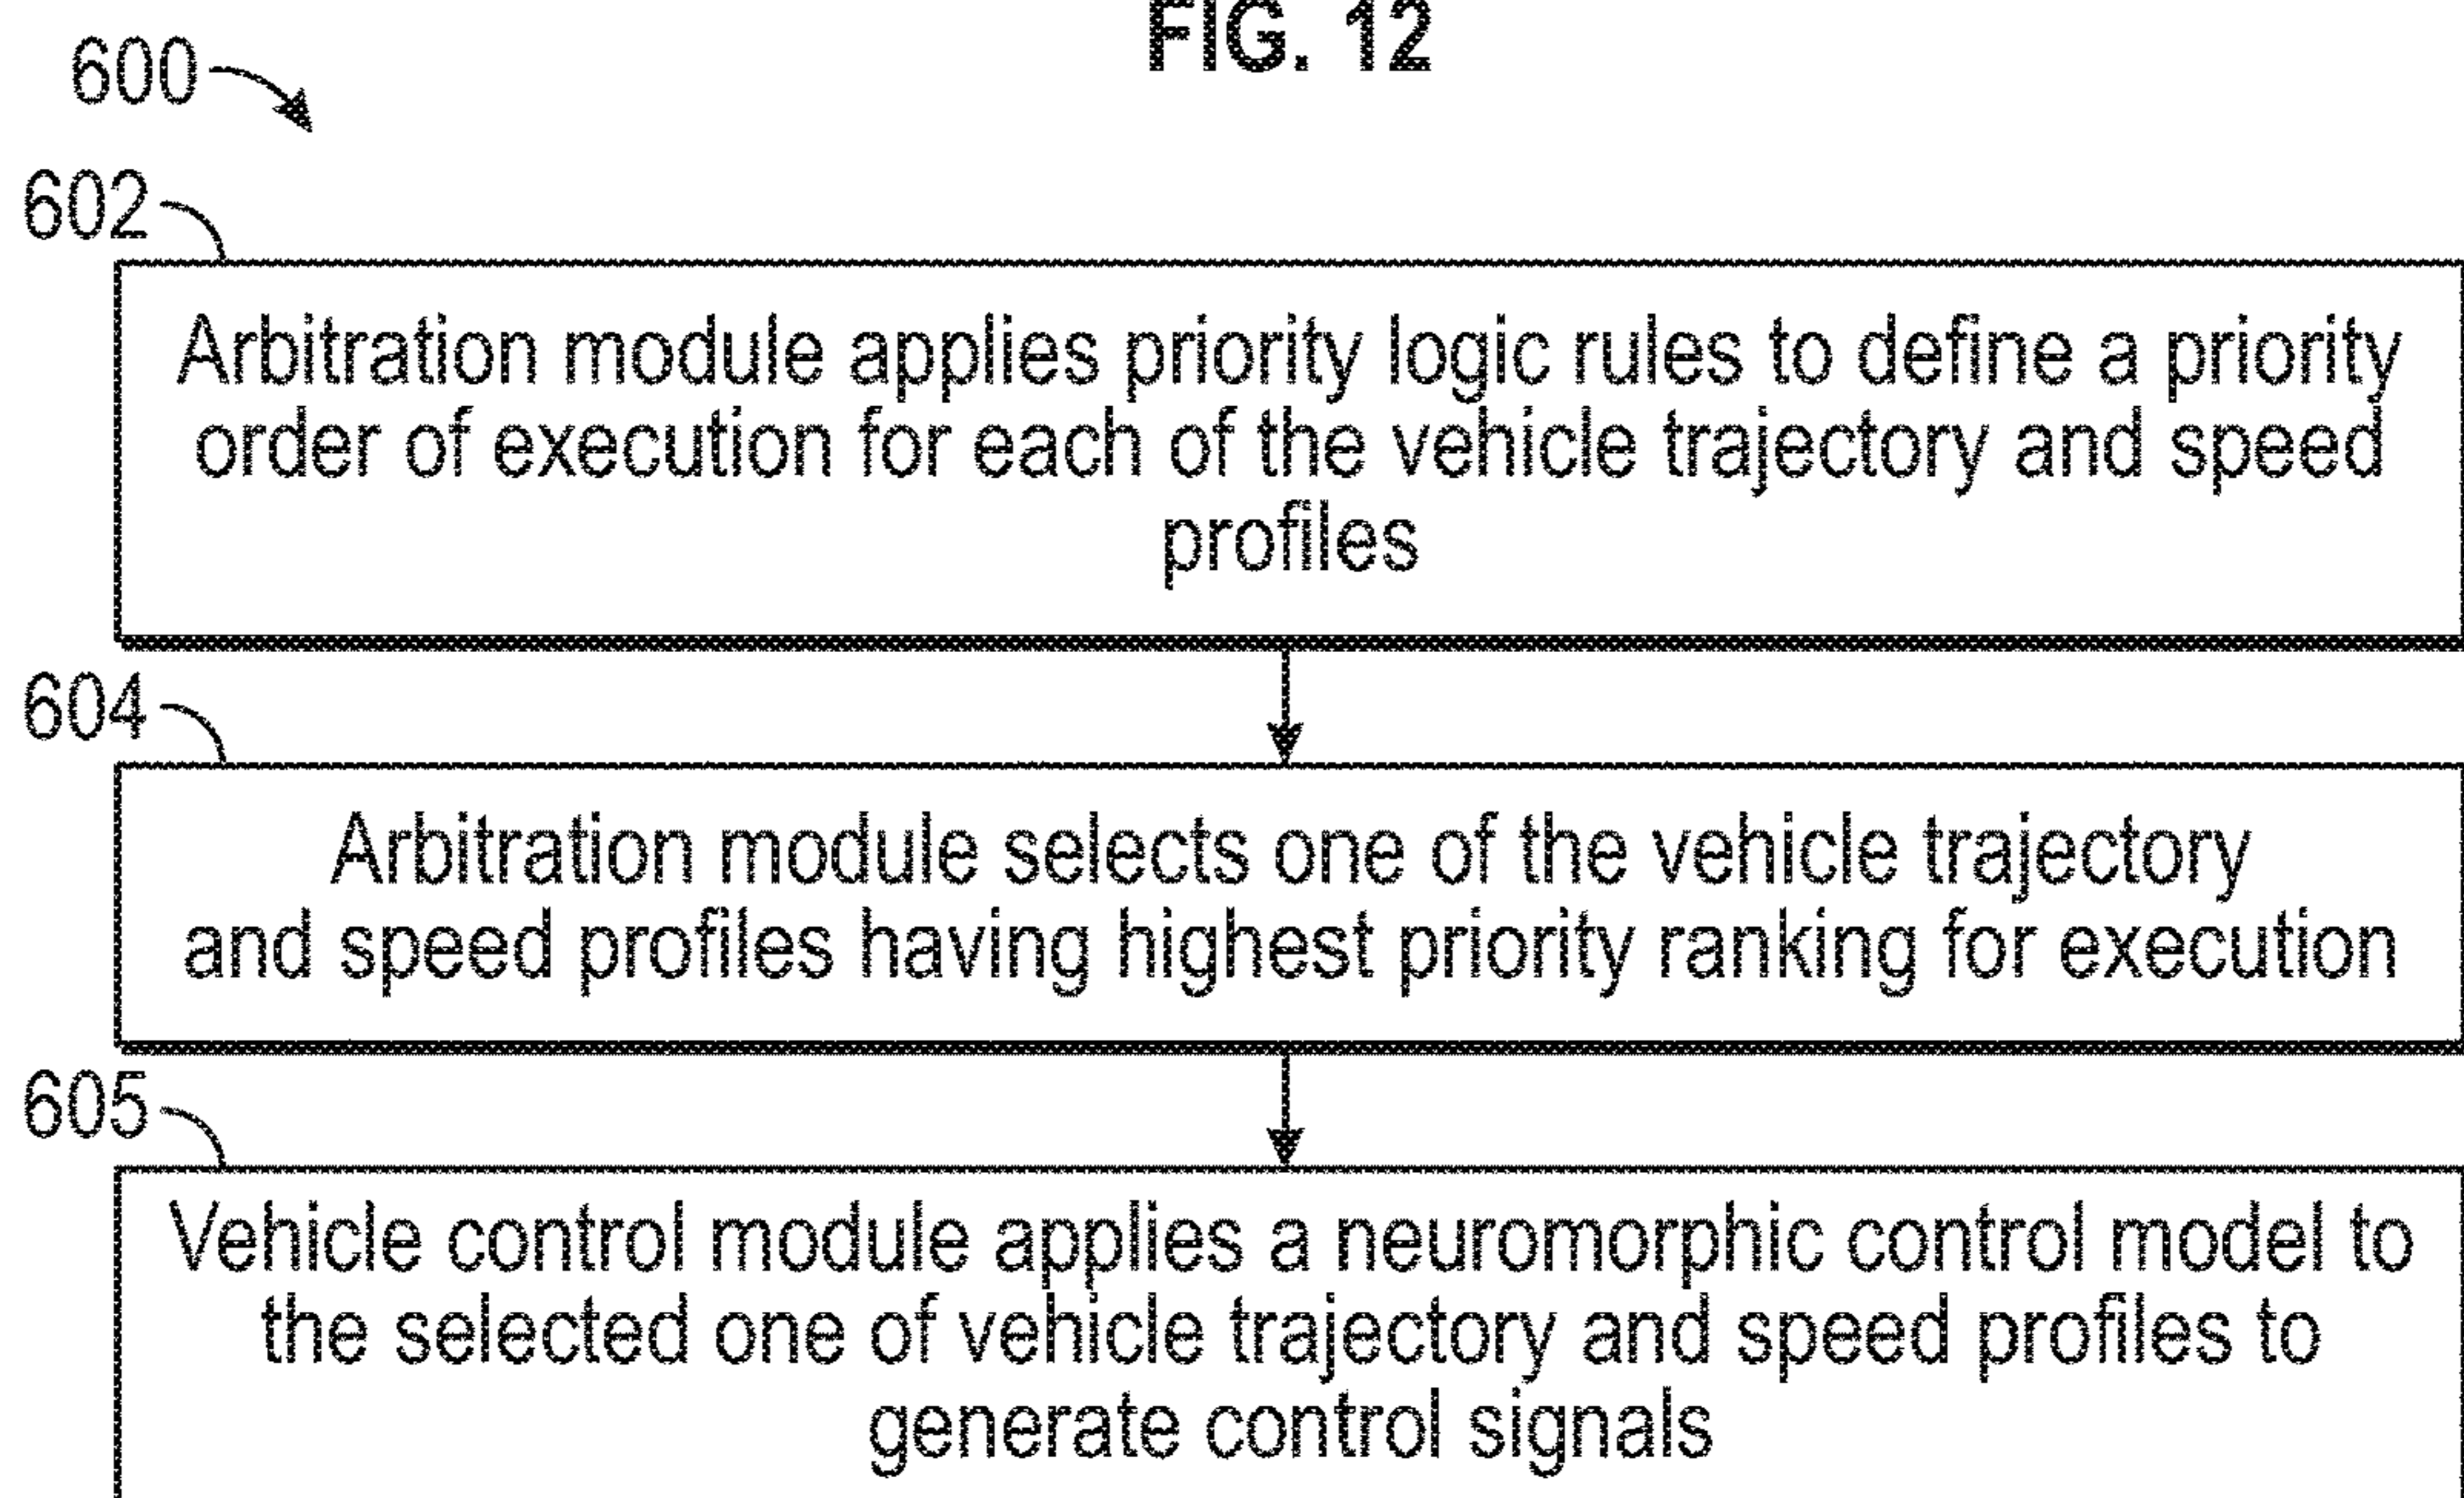 FIG. 12
600
602
Arbitration module applies priority logic rules to define a priority
order of execution for each of the vehicle trajectory and speed
profiles
604
Arbitration module selects one of the vehicle trajectory
and speed profiles having highest priority ranking for execution
605
Vehicle control module applies a neuromorphic control model to
the selected one of vehicle trajectory and speed profiles to
generate control signals